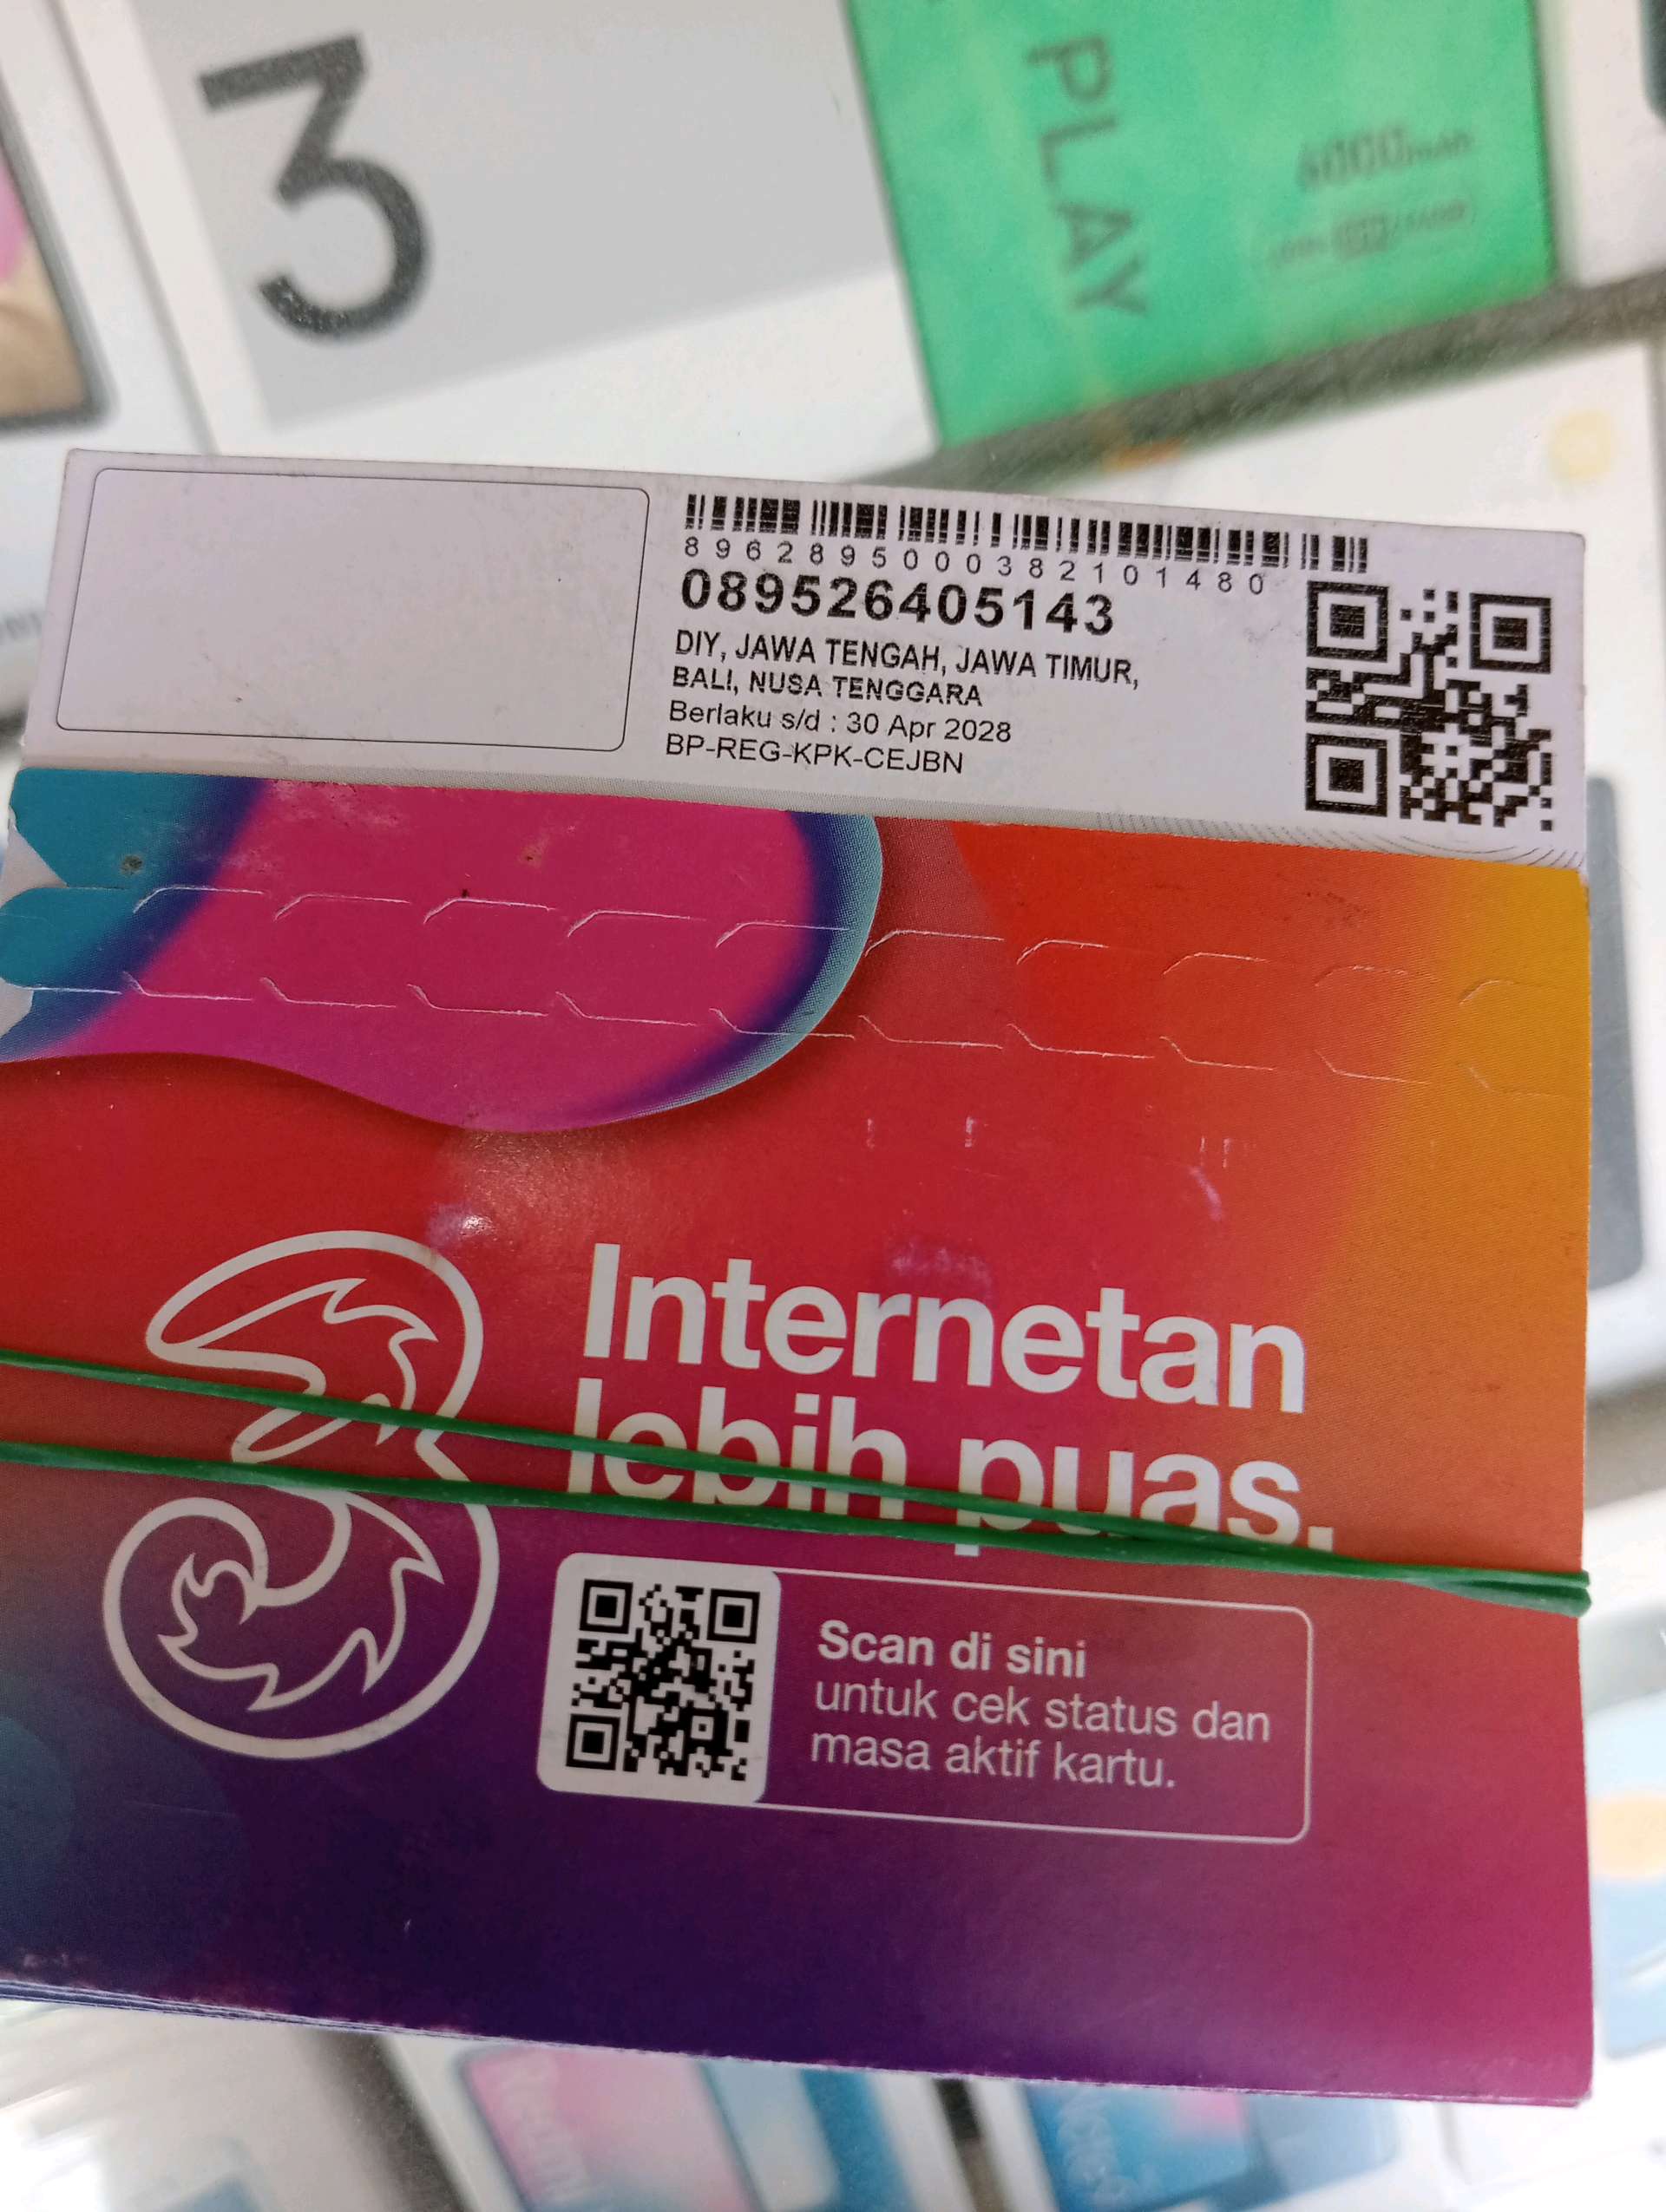 3
PLAY
8962895000382101480
089526405143
DIY, JAWA TENGAH, JAWA TIMUR,
BALI, NUSA TENGGARA
Berlaku s/d : 30 Apr 2028
BP-REG-KPK-CEJBN
Internetan
lebih puas.
Scan di sini
untuk cek status dan
masa aktif kartu.